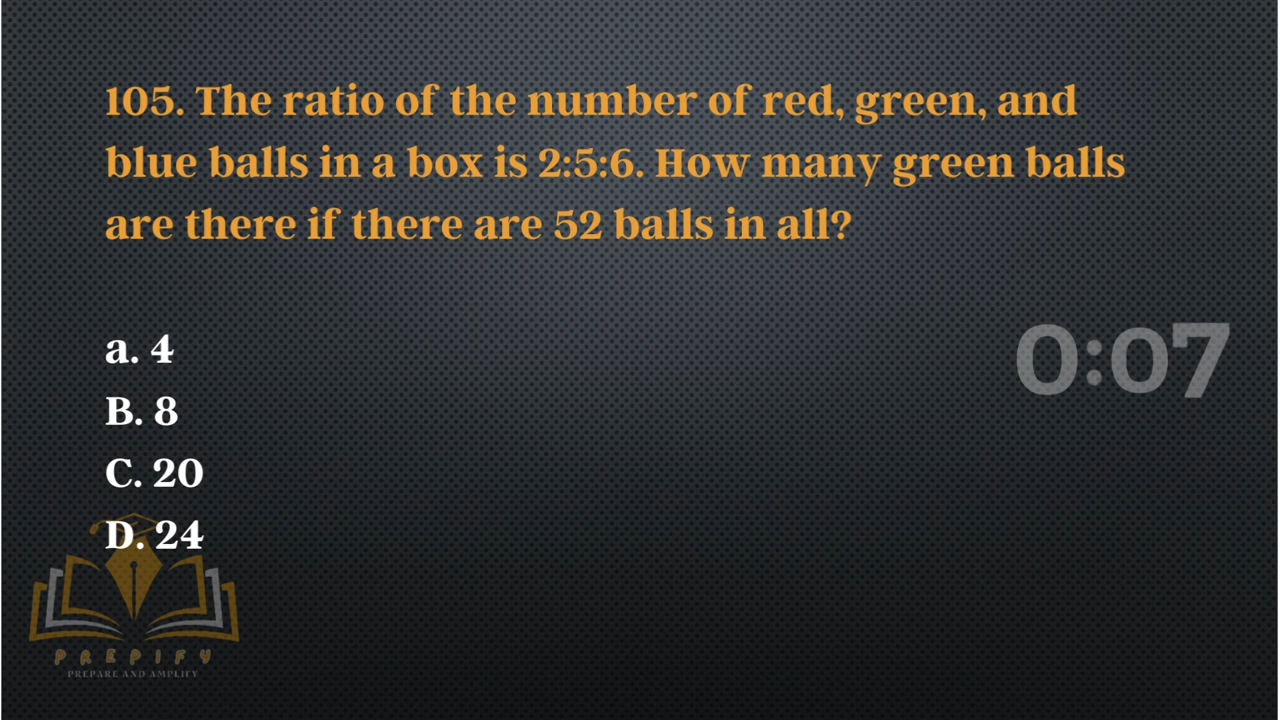 105. The ratio of the number of red, green, and
blue balls in a box is 2:5:6. How many green balls
are there if there are 52 balls in all?
a. 4
B. 8
C. 20
D. 24
0:07
PREPIFY
PREPARE AND AMPLIFY